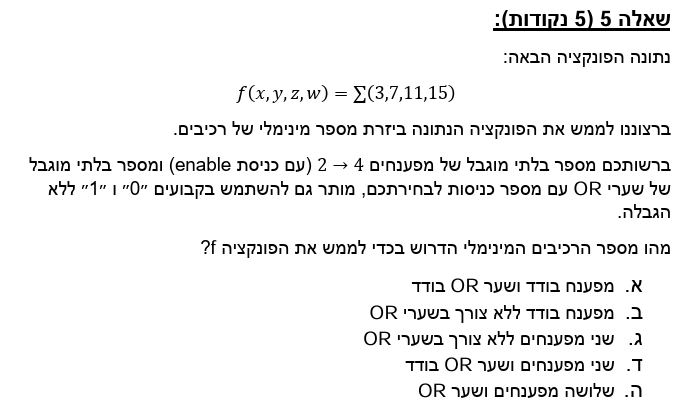 שאלה 5 (5 נקודות):
נתונה הפונקציה הבאה:
f(x, y, z, w) = ∑(3,7,11,15)
ברצוננו לממש את הפונקציה הנתונה ביזרת מספר מינימלי של רכיבים.
ברשותכם מספר בלתי מוגבל של מפענחים 2 → 4 (עם כניסת enable) ומספר בלתי מוגבל
של שערי OR עם מספר כניסות לבחירתכם, מותר גם להשתמש בקבועים "0" ו "1" ללא
הגבלה.
מהו מספר הרכיבים המינימלי הדרוש בכדי לממש את הפונקציה f?
א. מפענח בודד ושער OR בודד
ב. מפענח בודד ללא צורך בשערי OR
ג. שני מפענחים ללא צורך בשערי OR
ד. שני מפענחים ושער OR בודד
ה. שלושה מפענחים ושער OR